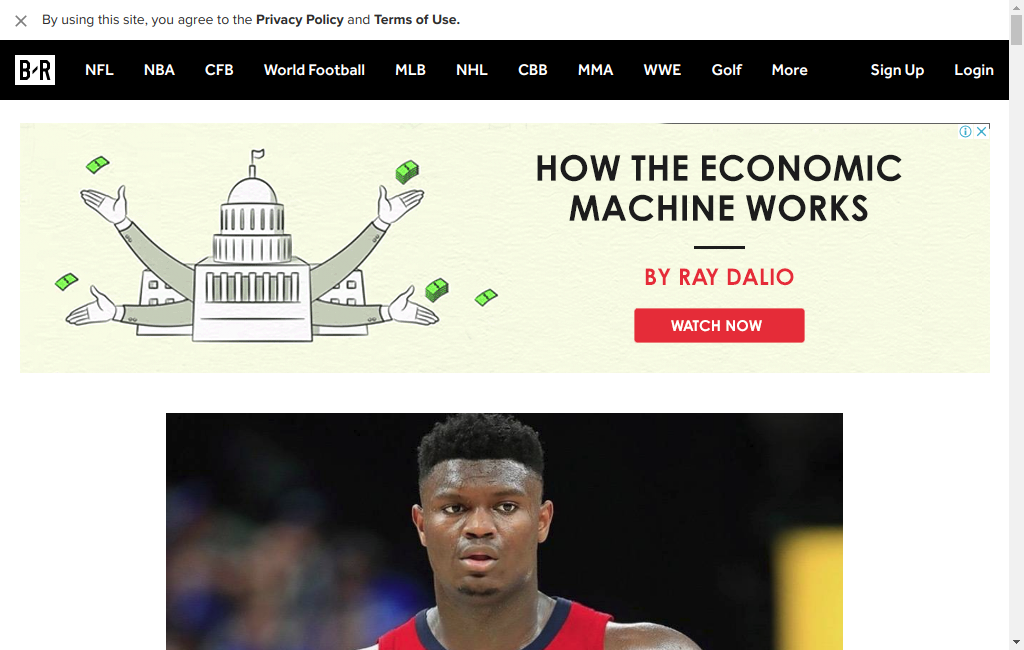 By using this site, you agree to the Privacy Policy and Terms of Use.
B/R NFL NBA CFB World Football MLB NHL CBB MMA WWE Golf More Sign Up Login
HOW THE ECONOMIC
MACHINE WORKS
BY RAY DALIO
WATCH NOW